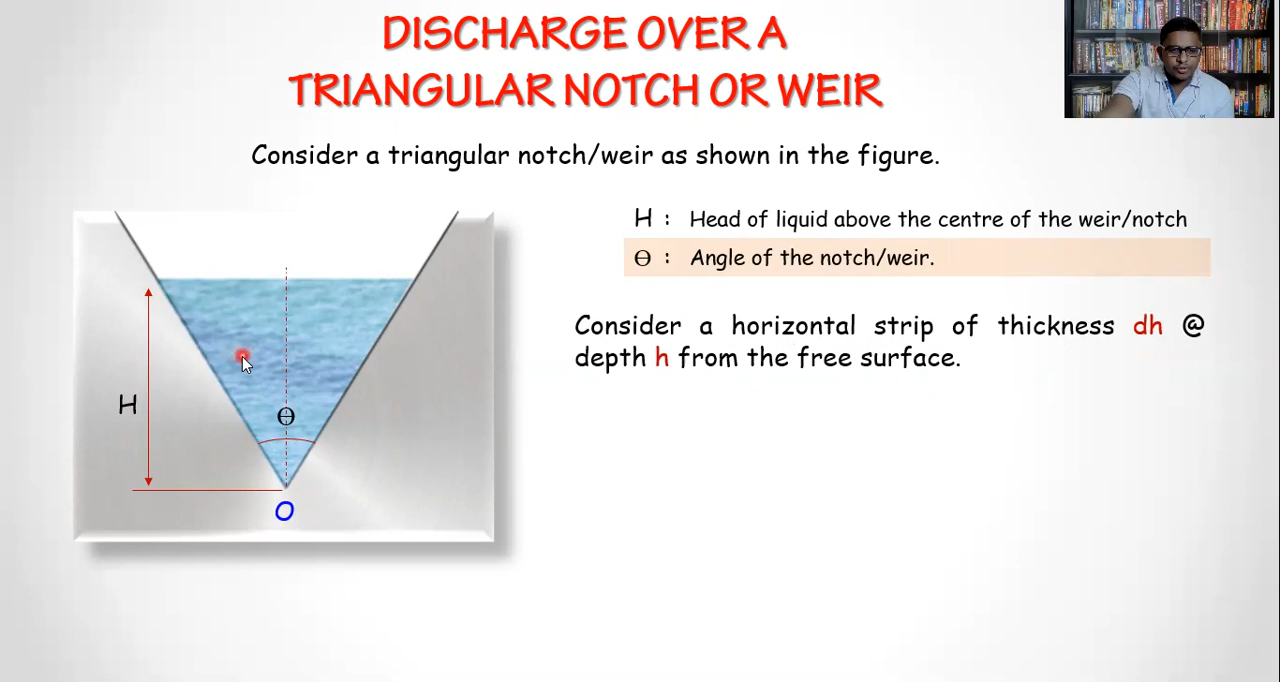 DISCHARGE OVER A
TRIANGULAR NOTCH OR WEIR
Consider a triangular notch/weir as shown in the figure.
H : Head of liquid above the centre of the weir/notch
Θ : Angle of the notch/weir.
Consider a horizontal strip of thickness dh @
depth h from the free surface.
H
Θ
O